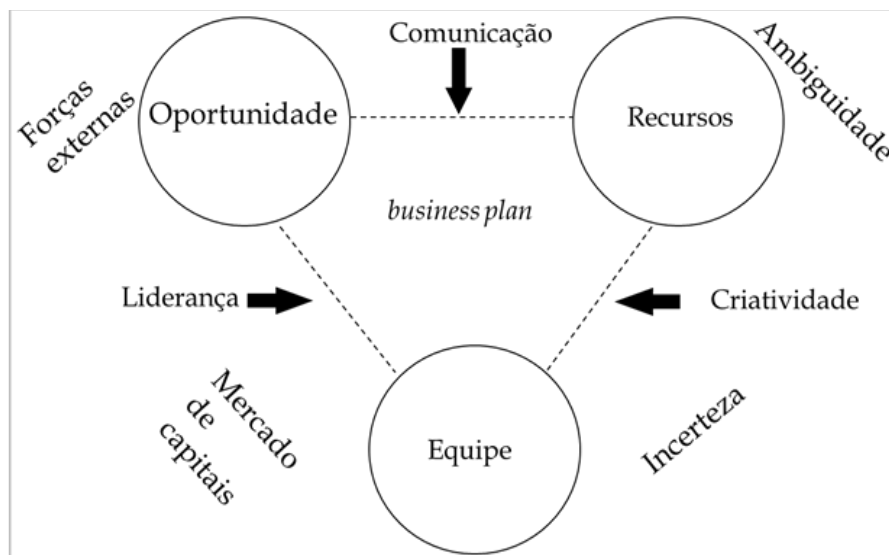 Comunicação
Ambiguidade
Forças
externas
Oportunidade
Recursos
business plan
Liderança
Criatividade
Mercado
de
capitais
Equipe
Incerteza